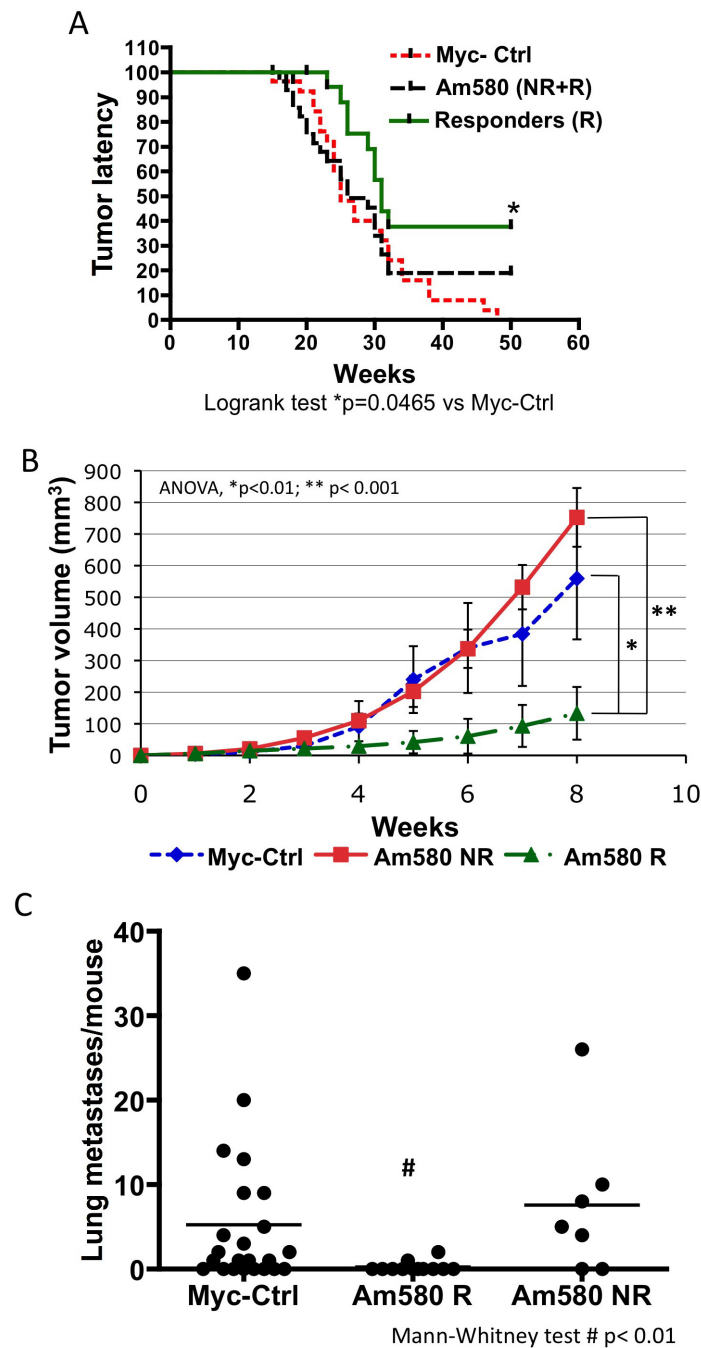 A
Tumor latency
110
100
90
80
70
60
50
40
30
20
10
0
Myc- Ctrl
Am580 (NR+R)
Responders (R)
*
0 10 20 30 40 50 60
Weeks
Logrank test *p=0.0465 vs Myc-Ctrl
B
Tumor volume (mm³)
900
800
700
600
500
400
300
200
100
0
ANOVA, *p<0.01; ** p< 0.001
**
*
0 2 4 6 8 10
Weeks
Myc-Ctrl Am580 NR Am580 R
C
Lung metastases/mouse
40
30
20
10
0
#
Myc-Ctrl Am580 R Am580 NR
Mann-Whitney test # p< 0.01